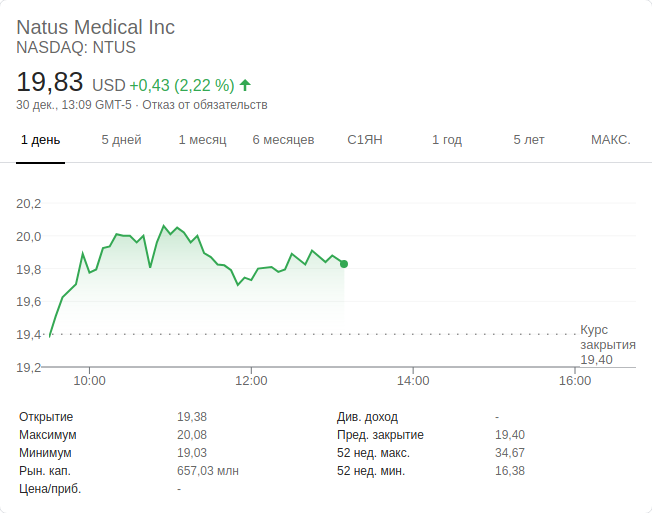 Natus Medical Inc
NASDAQ: NTUS
19,83 USD +0,43 (2,22 %)
30 дек., 13:09 GMT-5 · Отказ от обязательств
1 день 5 дней 1 месяц 6 месяцев С1ЯН 1 год 5 лет МАКС.
20,2
20,0
19,8
19,6
19,4
19,2
Курс
закрытия
19,40
10:00 12:00 14:00 16:00
Открытие 19,38
Максимум 20,08
Минимум 19,03
Рын. кап. 657,03 млн
Цена/приб. -
Див. доход -
Пред. закрытие 19,40
52 нед. макс. 34,67
52 нед. мин. 16,38